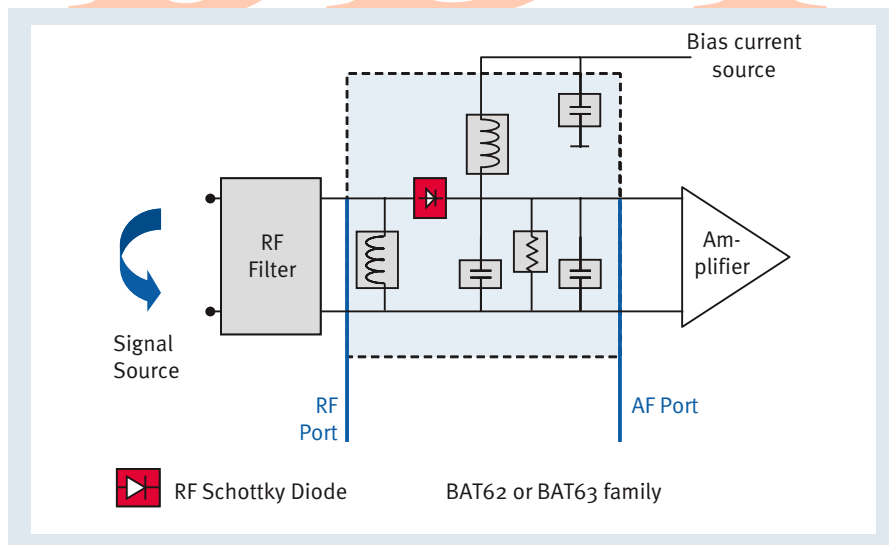 Bias current
source
RF
Filter
Am-
plifier
Signal
Source
RF
Port
AF Port
RF Schottky Diode
BAT62 or BAT63 family